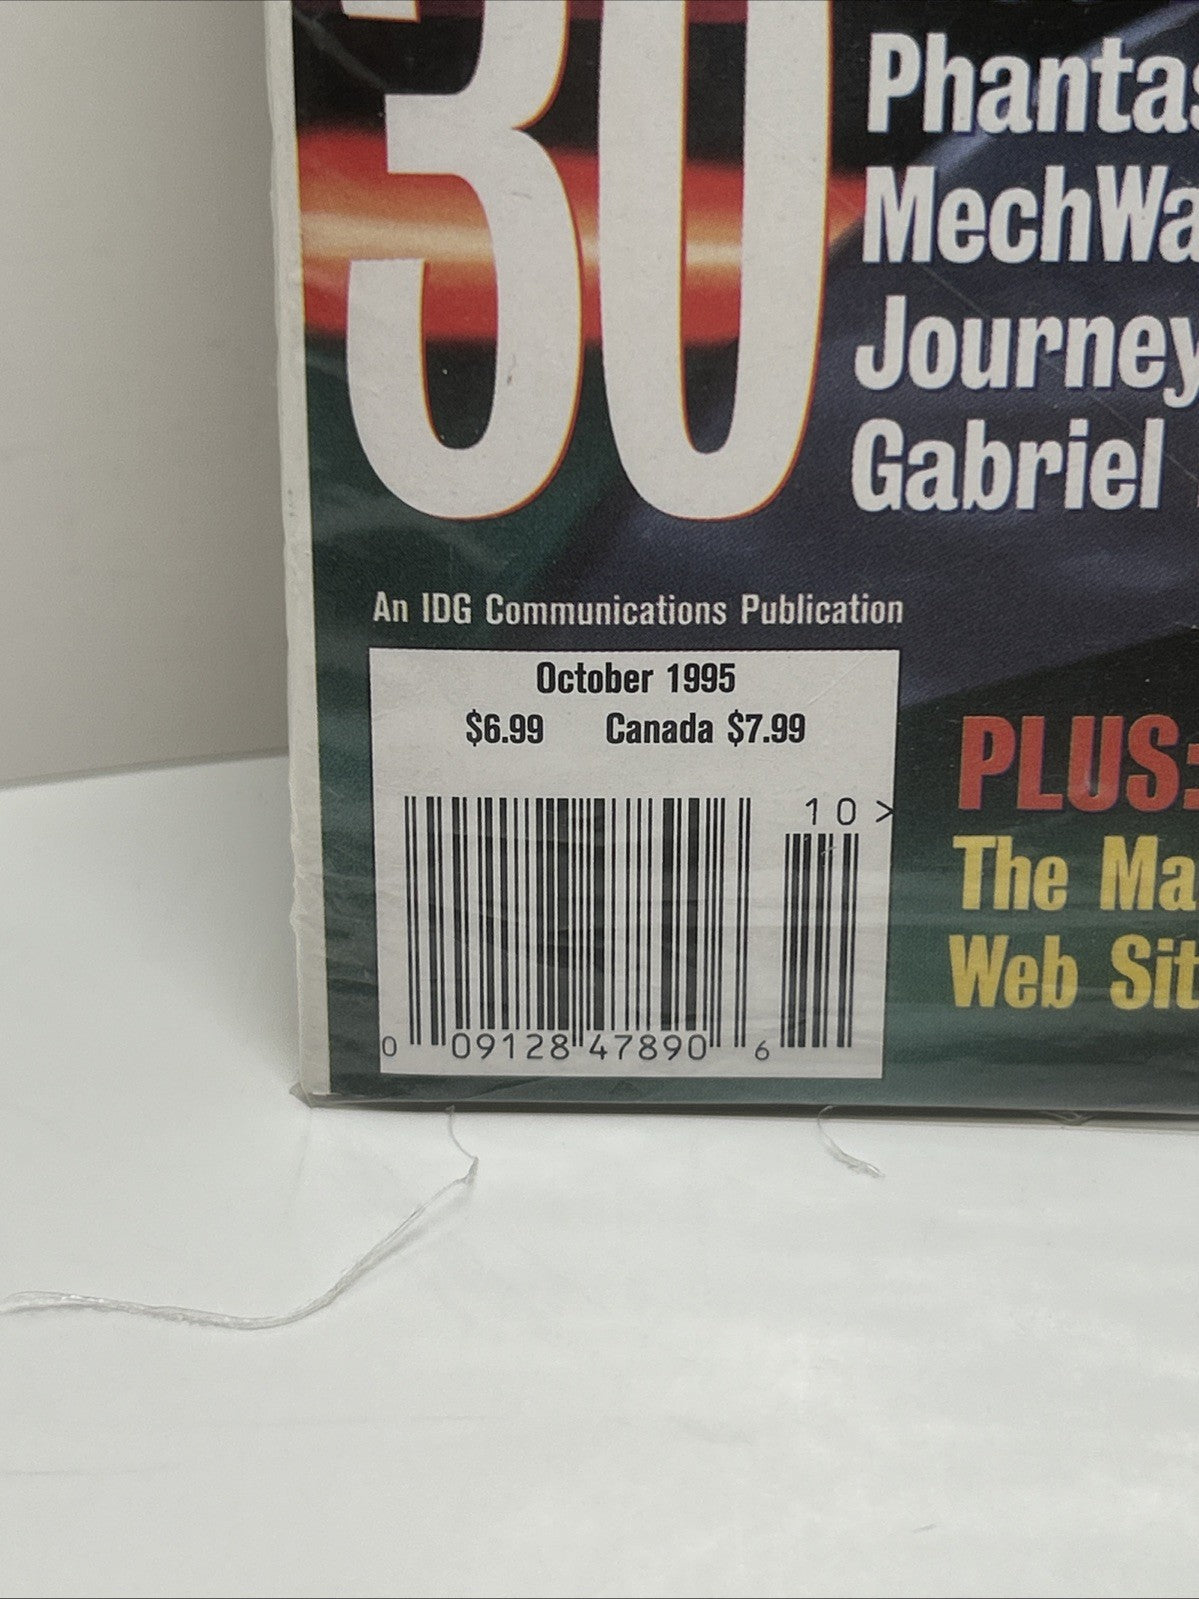 30
Phantas
MechWa
Journey
Gabriel
An IDG Communications Publication
October 1995
$6.99 Canada $7.99
10 >
0 09128 47890 6
PLUS:
The Ma
Web Sit